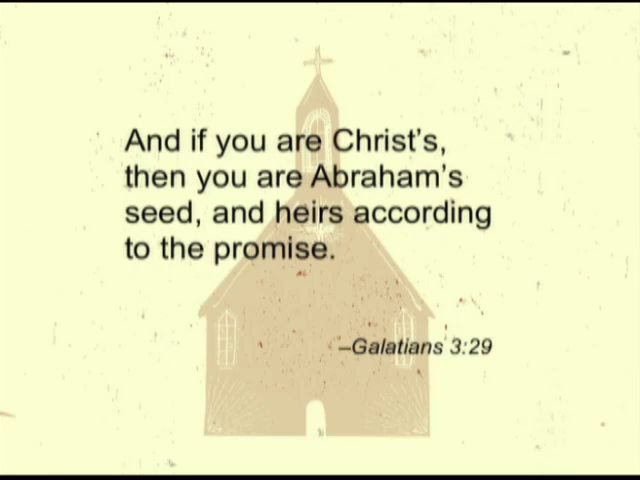 And if you are Christ's,
then you are Abraham's
seed, and heirs according
to the promise.
–Galatians 3:29